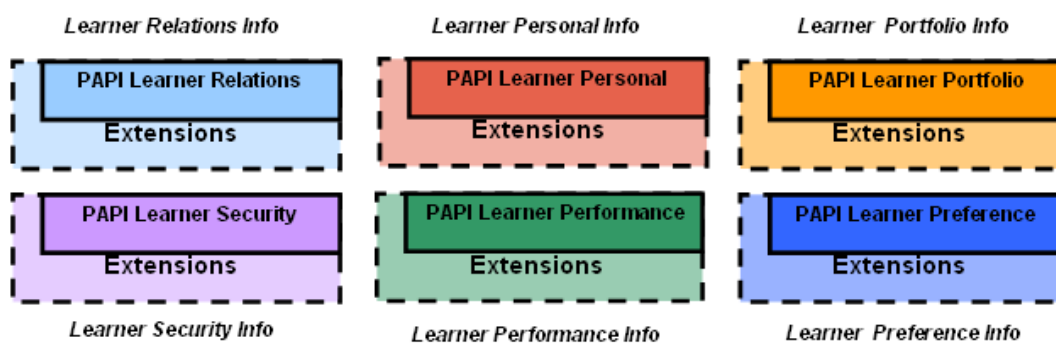 Learner Relations Info
Learner Personal Info
Learner Portfolio Info
PAPI Learner Relations
PAPI Learner Personal
PAPI Learner Portfolio
Extensions
Extensions
Extensions
PAPI Learner Security
PAPI Learner Performance
PAPI Learner Preference
Extensions
Extensions
Extensions
Learner Security Info
Learner Performance Info
Learner Preference Info